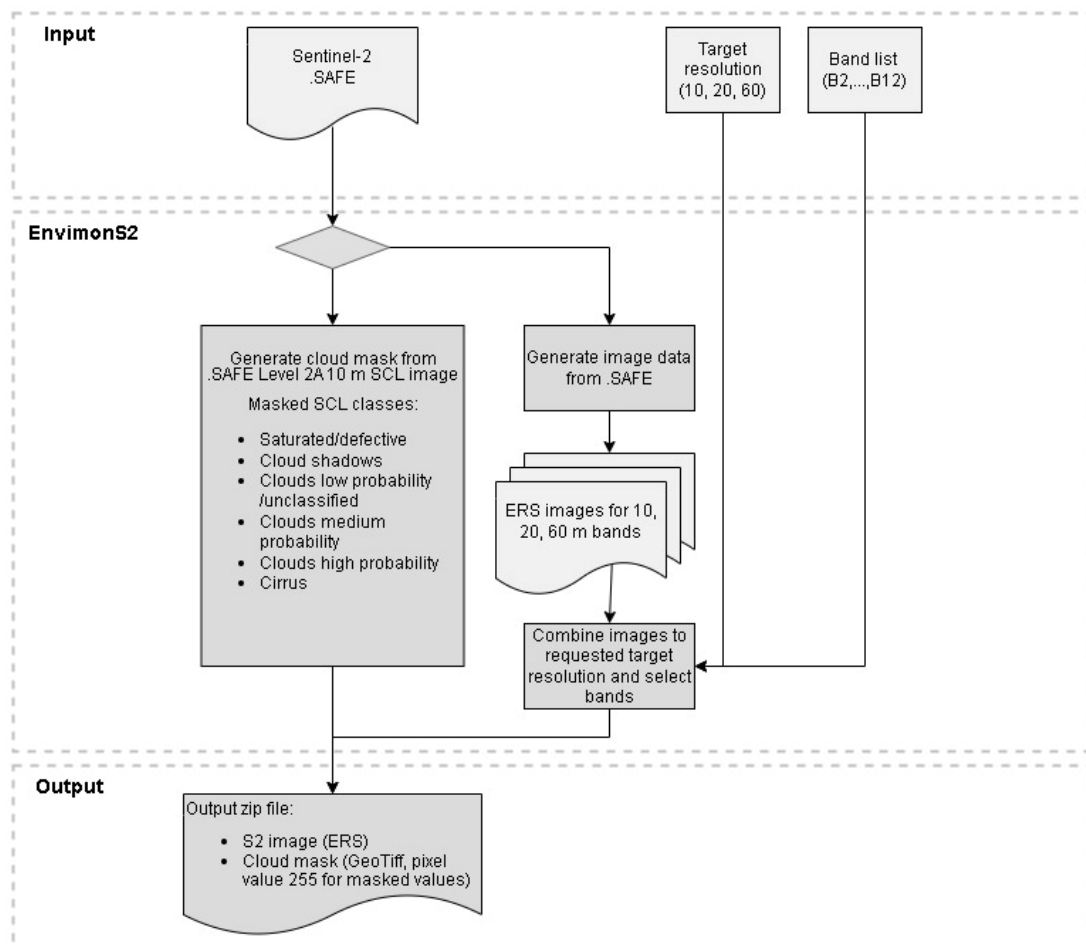 Input
Sentinel-2
.SAFE
Target
resolution
(10, 20, 60)
Band list
(B2,...,B12)
EnvimonS2
Generate cloud mask from
.SAFE Level 2A 10 m SCL image
Masked SCL classes:
• Saturated/defective
• Cloud shadows
• Clouds low probability
/unclassified
• Clouds medium
probability
• Clouds high probability
• Cirrus
Generate image data
from .SAFE
ERS images for 10,
20, 60 m bands
Combine images to
requested target
resolution and select
bands
Output
Output zip file:
• S2 image (ERS)
• Cloud mask (GeoTiff, pixel
value 255 for masked values)